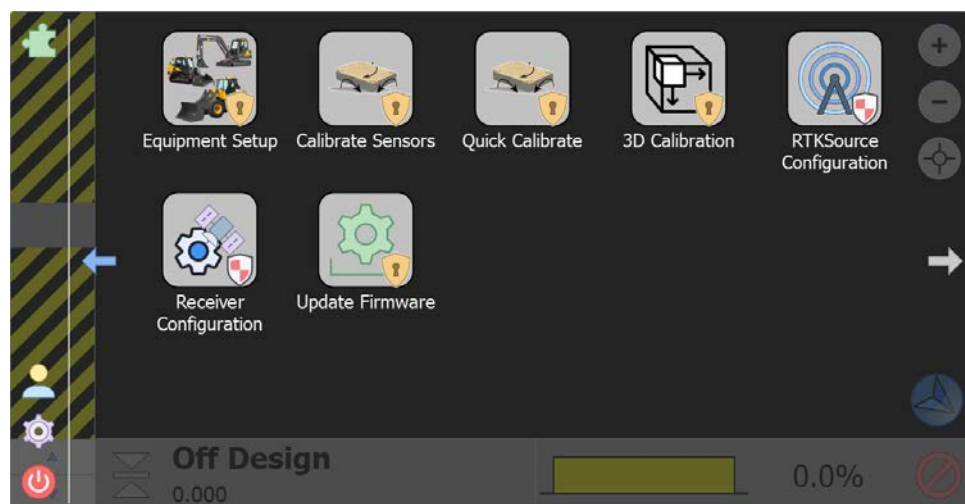 Equipment Setup
Calibrate Sensors
Quick Calibrate
3D Calibration
RTKSource
Configuration
Receiver
Configuration
Update Firmware
Off Design
0.000
0.0%